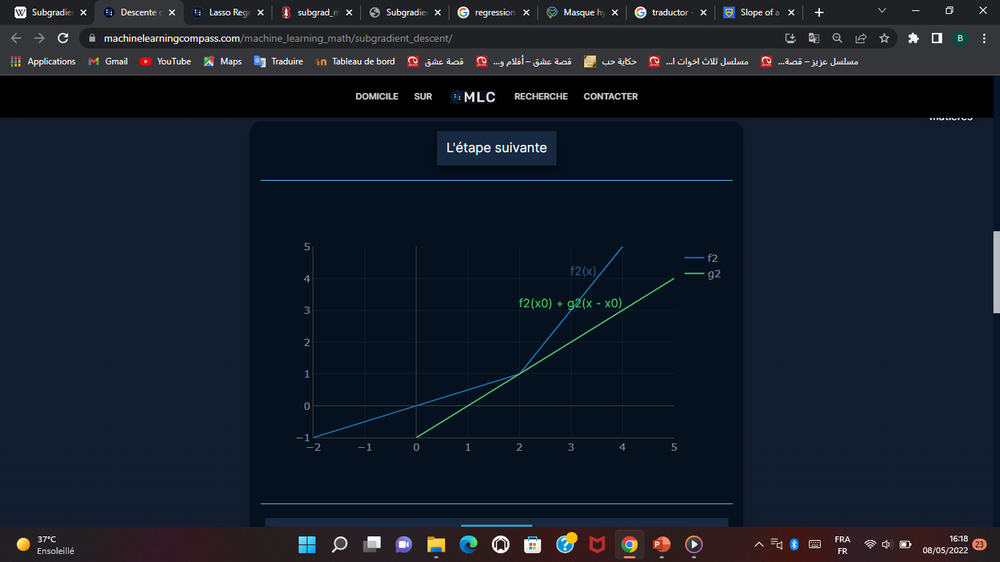 Subgradien
Descente d
Lasso Regr
subgrad_m
Subgradien
regression
Masque hy
traductor -
Slope of a
machinelearningcompass.com/machine_learning_math/subgradient_descent/
B
Applications
Gmail
YouTube
Maps
Traduire
Tableau de bord
قصة عشق
قصة عشق – أفلام و...
حكاية حب
مسلسل ثلاث اخوات ا...
مسلسل عزيز – قصة...
DOMICILE
SUR
MLC
RECHERCHE
CONTACTER
matières
L'étape suivante
5
4
3
2
1
0
−1
−2
−1
0
1
2
3
4
5
f2(x)
f2(x0) + g2(x - x0)
f2
g2
37°C
Ensoleillé
FRA
FR
16:18
08/05/2022
23